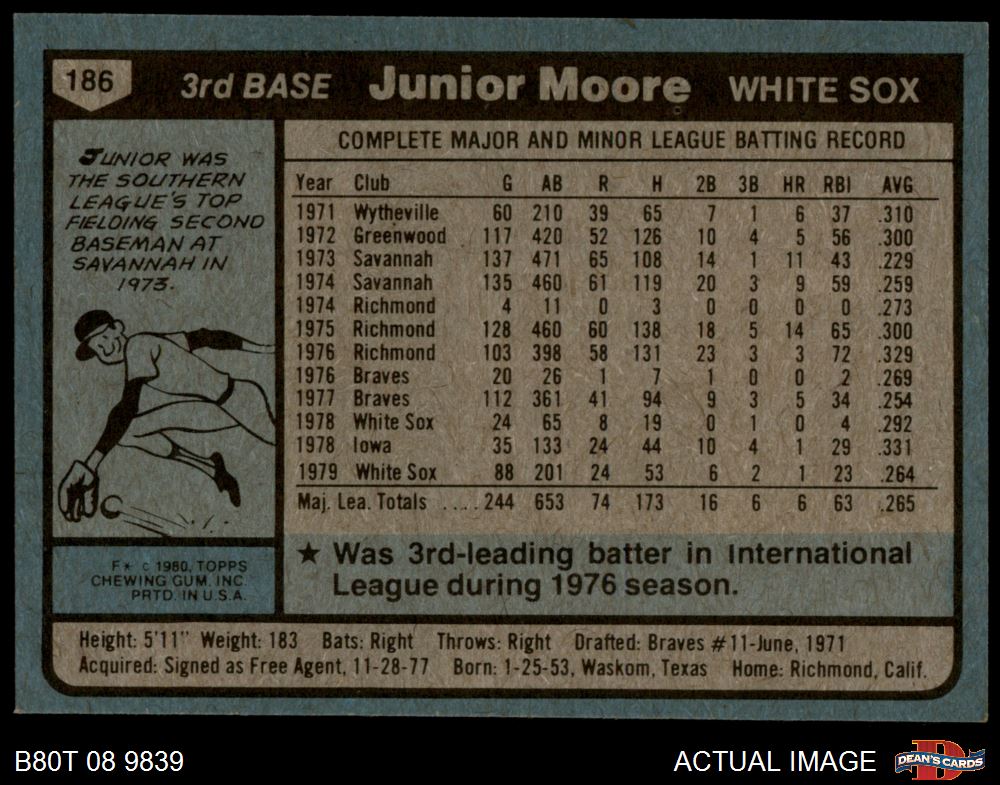 186 3rd BASE Junior Moore WHITE SOX
JUNIOR WAS
THE SOUTHERN
LEAGUE'S TOP
FIELDING SECOND
BASEMAN AT
SAVANNAH IN
1973.
COMPLETE MAJOR AND MINOR LEAGUE BATTING RECORD
Year Club G AB R H 2B 3B HR RBI AVG
1971 Wytheville 60 210 39 65 7 1 6 37 .310
1972 Greenwood 117 420 52 126 10 4 5 56 .300
1973 Savannah 137 471 65 108 14 1 11 43 .229
1974 Savannah 135 460 61 119 20 3 9 59 .259
1974 Richmond 4 11 0 3 0 0 0 0 .273
1975 Richmond 128 460 60 138 18 5 14 65 .300
1976 Richmond 103 398 58 131 23 3 3 72 .329
1976 Braves 20 26 1 7 1 0 0 2 .269
1977 Braves 112 361 41 94 9 3 5 34 .254
1978 White Sox 24 65 8 19 0 1 0 4 .292
1978 Iowa 35 133 24 44 10 4 1 29 .331
1979 White Sox 88 201 24 53 6 2 1 23 .264
Maj. Lea. Totals .... 244 653 74 173 16 6 6 63 .265
★ Was 3rd-leading batter in International
League during 1976 season.
F* © 1980, TOPPS
CHEWING GUM, INC.
PRTD. IN U.S.A.
Height: 5'11" Weight: 183 Bats: Right Throws: Right Drafted: Braves #11-June, 1971
Acquired: Signed as Free Agent, 11-28-77 Born: 1-25-53, Waskom, Texas Home: Richmond, Calif.
B80T 08 9839 ACTUAL IMAGE DEAN'S CARDS